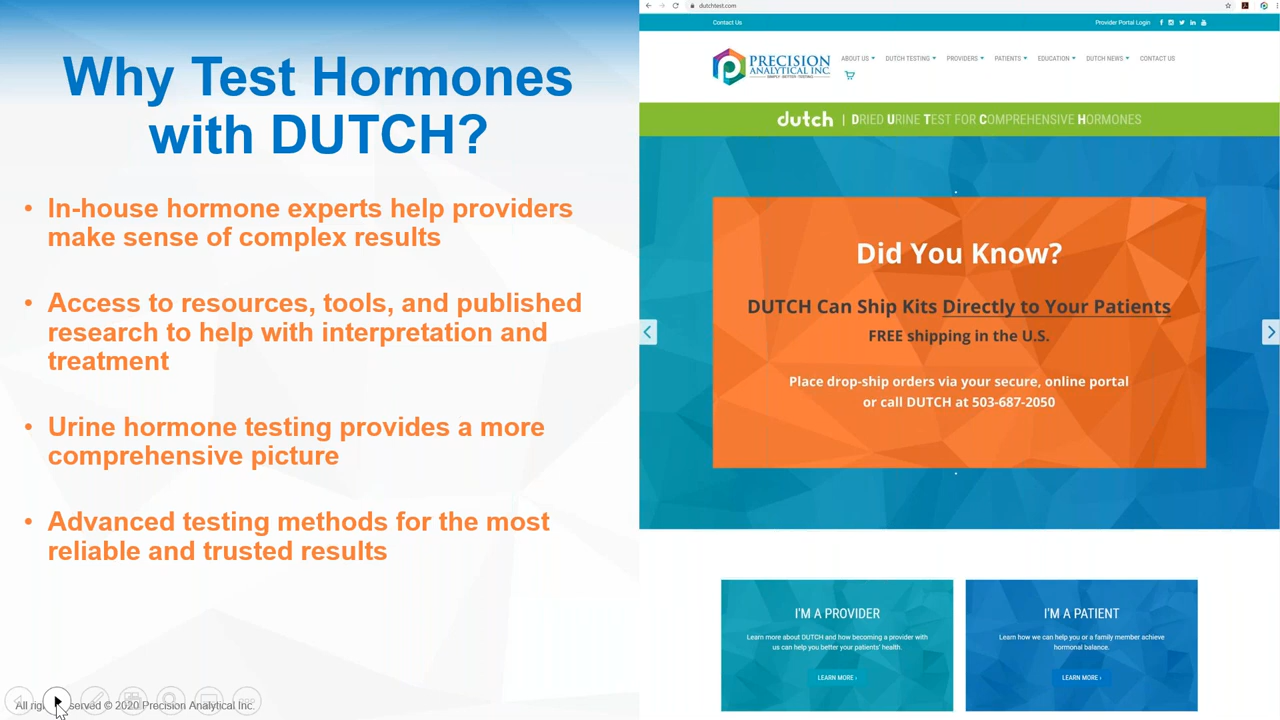 Why Test Hormones
with DUTCH?
• In-house hormone experts help providers
make sense of complex results
• Access to resources, tools, and published
research to help with interpretation and
treatment
• Urine hormone testing provides a more
comprehensive picture
• Advanced testing methods for the most
reliable and trusted results
All served © 2020 Precision Analytical Inc.
dutchtest.com
Contact Us
Provider Portal Login
PRECISION
ANALYTICAL INC.
SIMPLY BETTER TESTING
ABOUT US DUTCH TESTING PROVIDERS PATIENTS EDUCATION DUTCH NEWS CONTACT US
dutch | DRIED URINE TEST FOR COMPREHENSIVE HORMONES
Did You Know?
DUTCH Can Ship Kits Directly to Your Patients
FREE shipping in the U.S.
Place drop-ship orders via your secure, online portal
or call DUTCH at 503-687-2050
I'M A PROVIDER
Learn more about DUTCH and how becoming a provider with
us can help you better your patients' health.
LEARN MORE ›
I'M A PATIENT
Learn how we can help you or a family member achieve
hormonal balance.
LEARN MORE ›